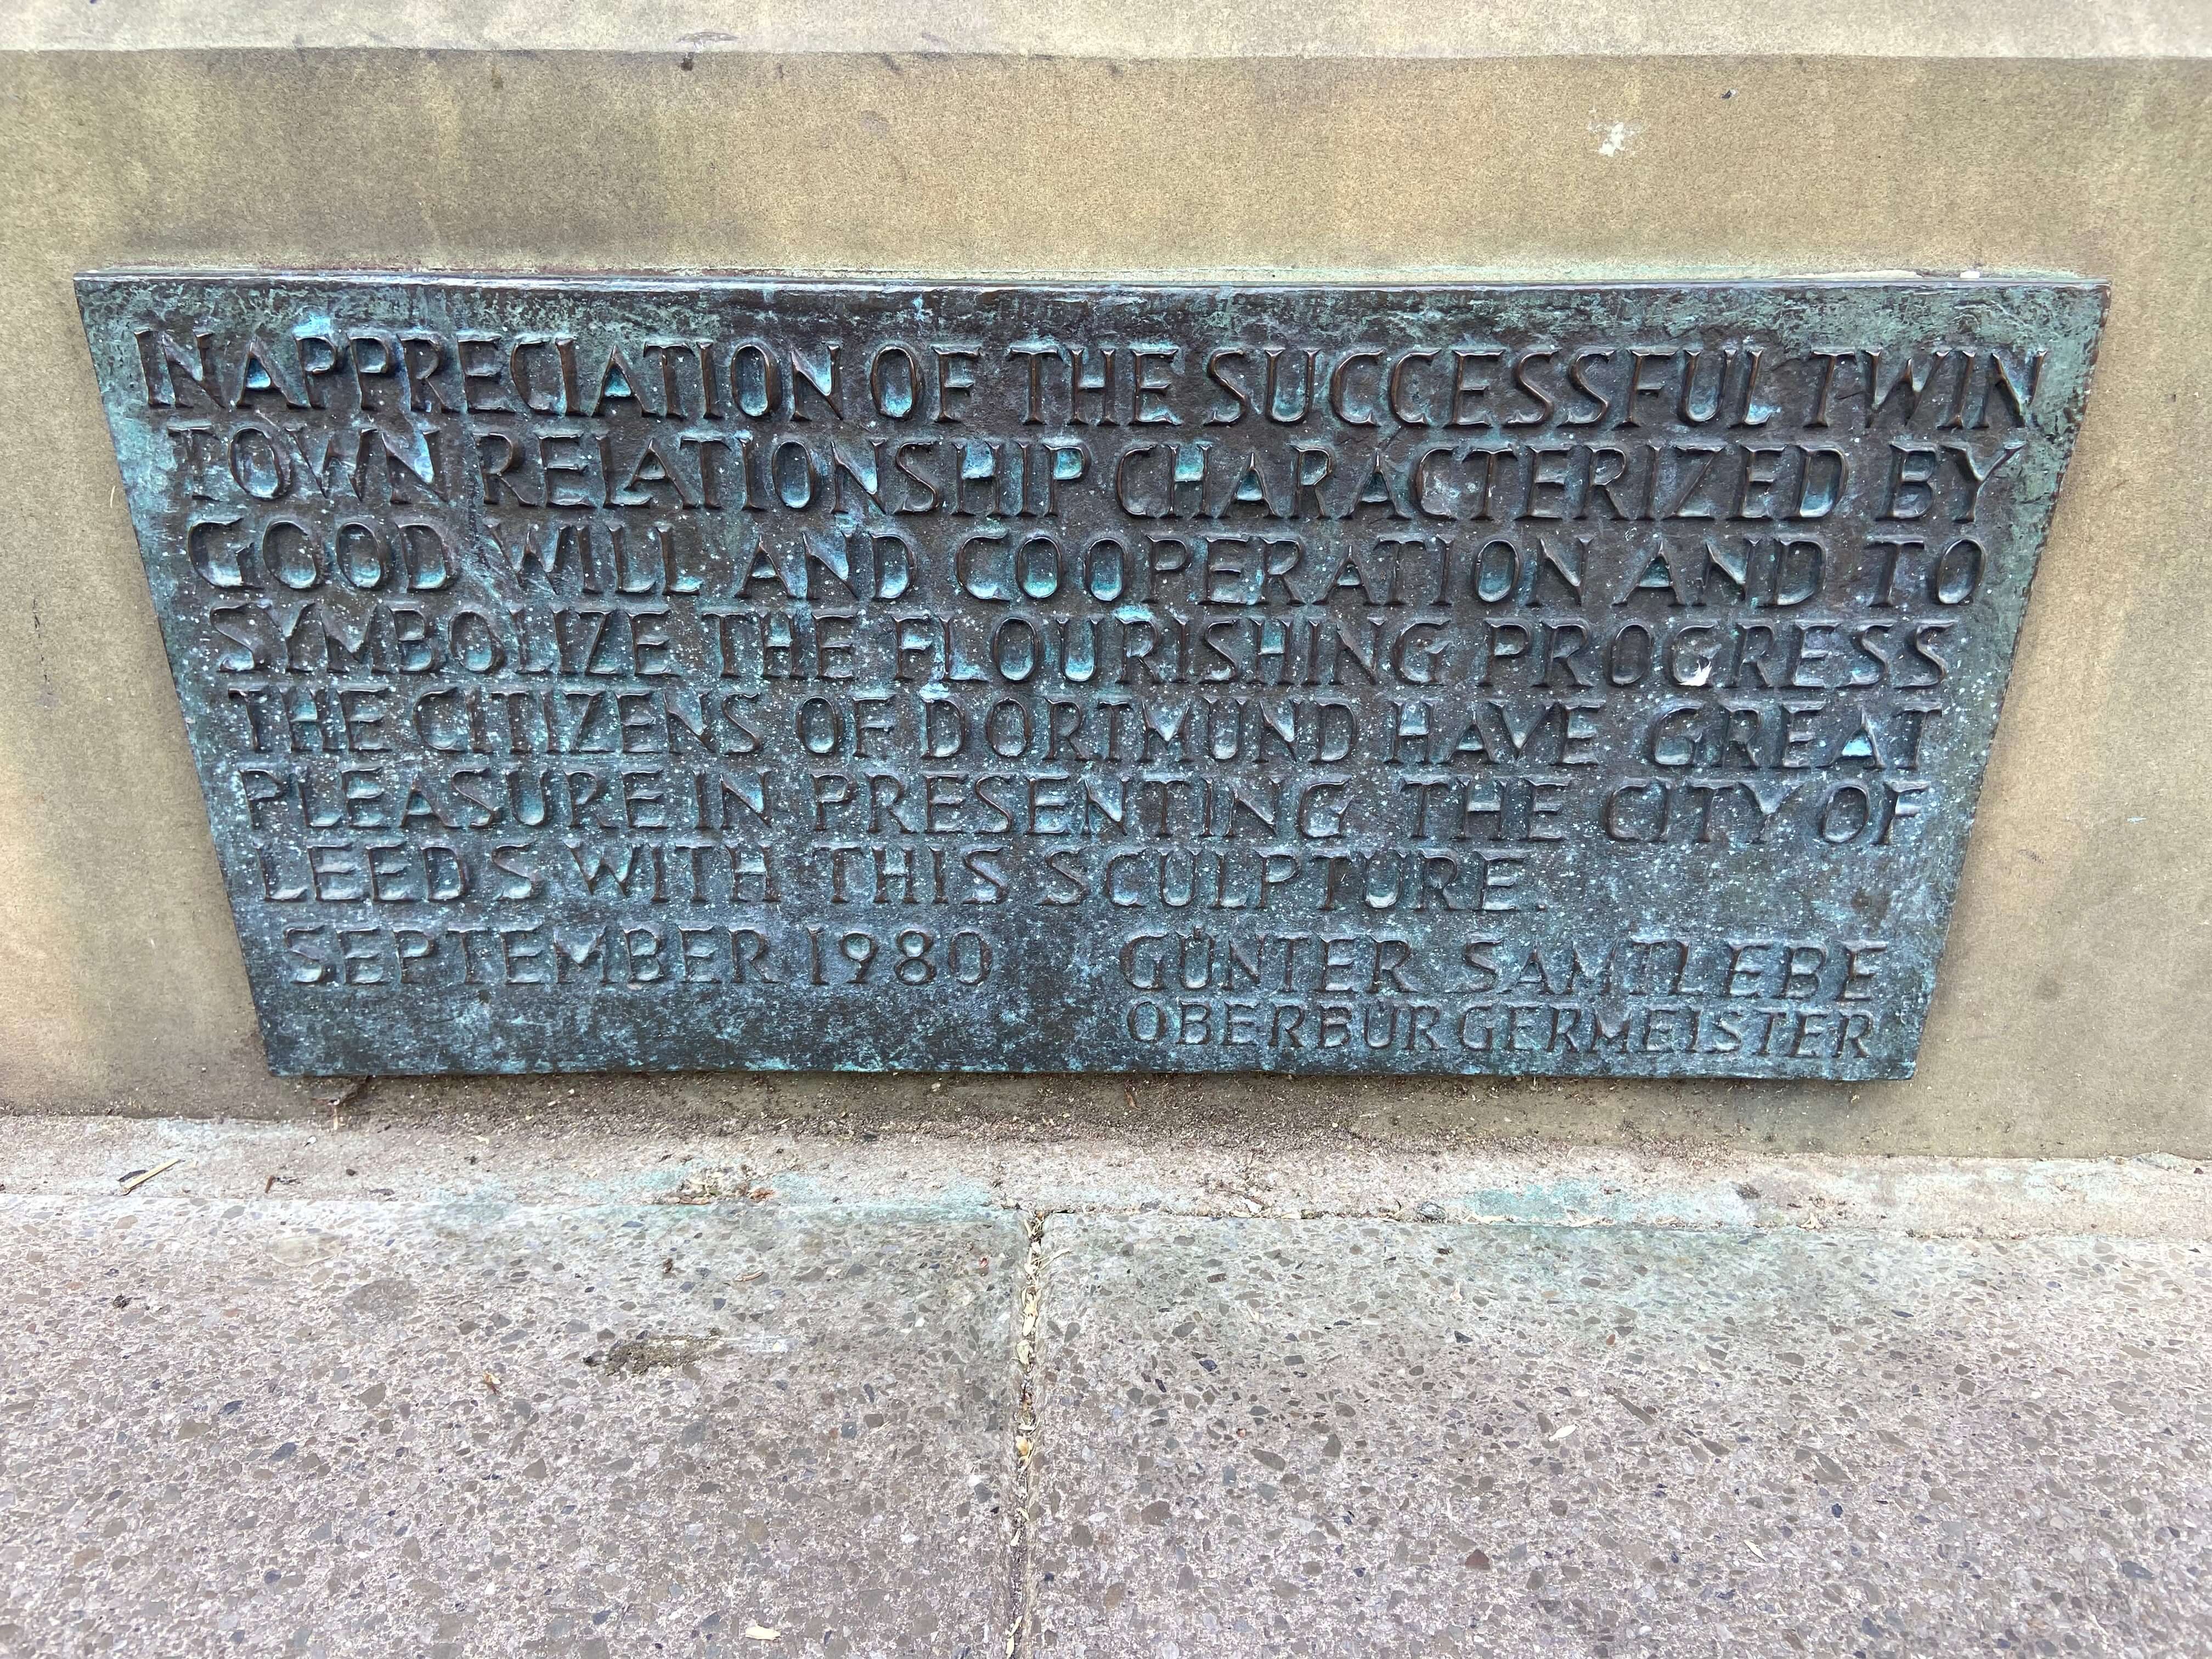 IN APPRECIATION OF THE SUCCESSFUL TWIN
TOWN RELATIONSHIP CHARACTERIZED BY
GOOD WILL AND COOPERATION AND TO
SYMBOLIZE THE FLOURISHING PROGRESS
THE CITIZENS OF DORTMUND HAVE GREAT
PLEASURE IN PRESENTING THE CITY OF
LEEDS WITH THIS SCULPTURE.
SEPTEMBER 1980 GÜNTER SAMTLEBE
OBERBÜRGERMEISTER